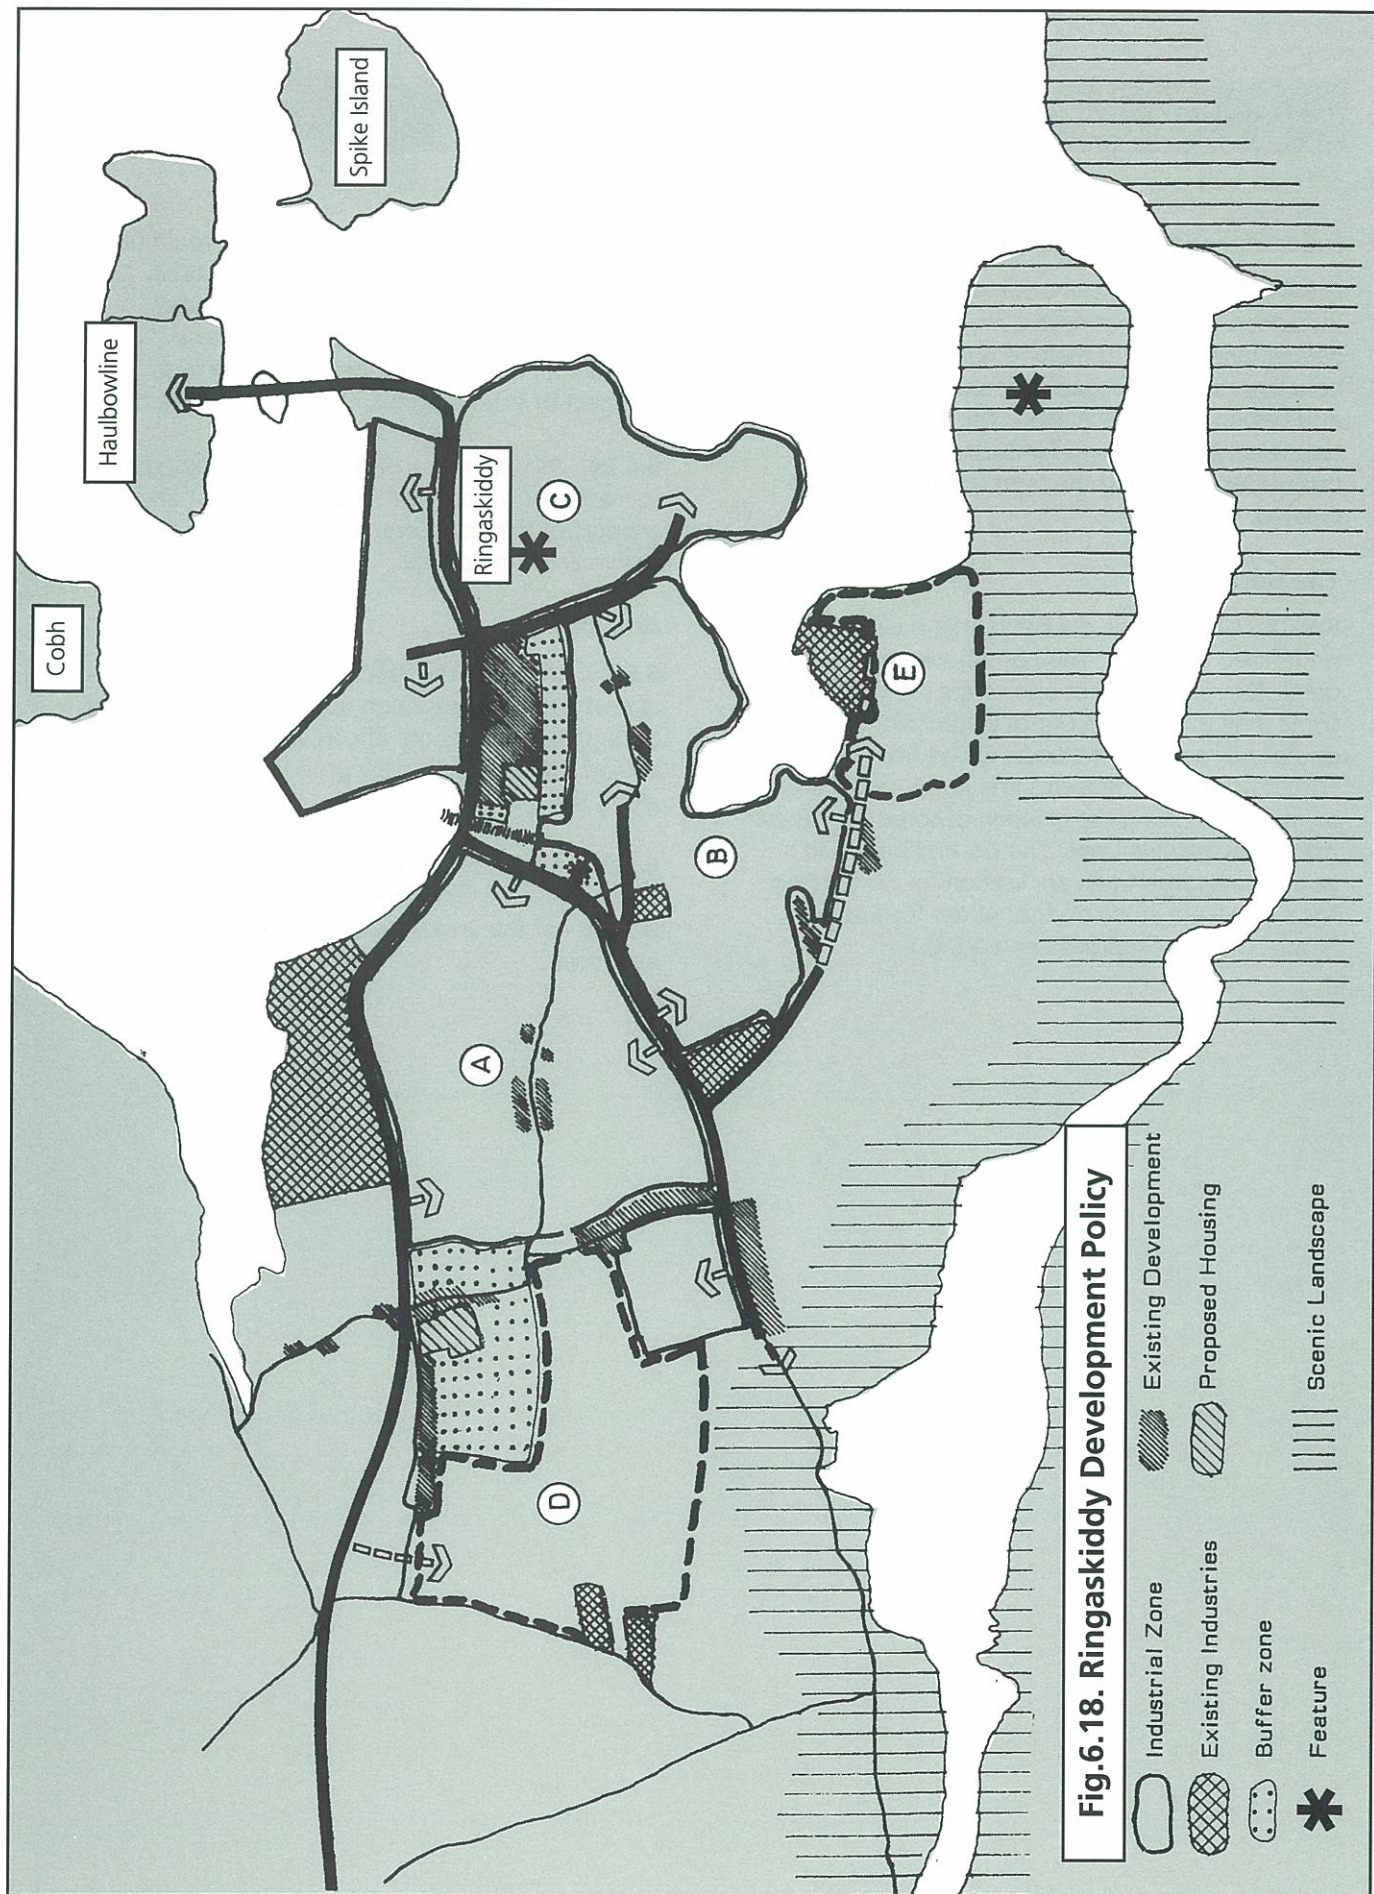 Cobh
Haulbowline
Spike Island
Ringaskiddy
A
B
C
D
E
Fig.6.18. Ringaskiddy Development Policy
Industrial Zone
Existing Development
Existing Industries
Proposed Housing
Buffer zone
Feature
Scenic Landscape